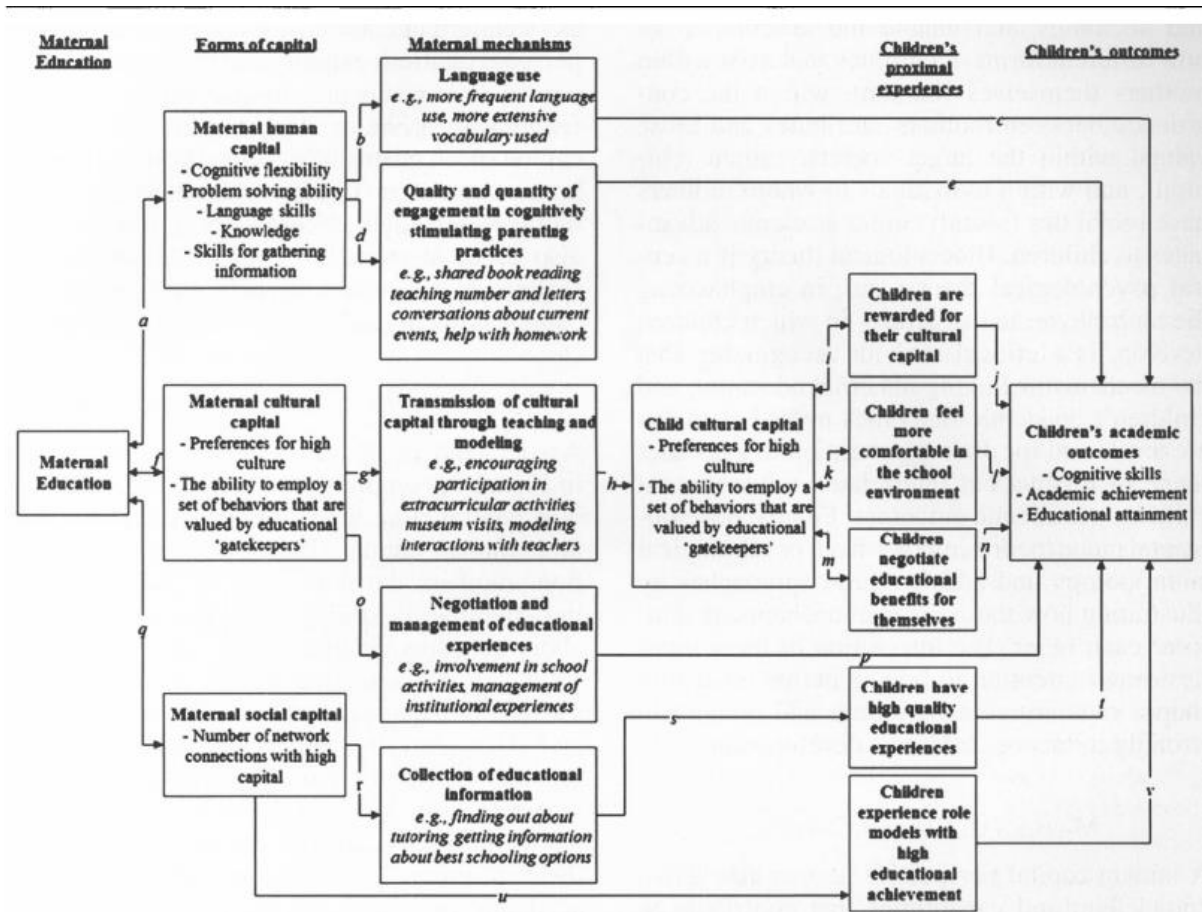 Maternal
Education
Forms of capital
Maternal mechanisms
Children's
proximal
experiences
Children's outcomes
Maternal human
capital
- Cognitive flexibility
- Problem solving ability
- Language skills
- Knowledge
- Skills for gathering
information
b
d
Language use
e.g., more frequent language
use, more extensive
vocabulary used
c
Quality and quantity of
engagement in cognitively
stimulating parenting
practices
e.g., shared book reading
teaching number and letters,
conversations about current
events, help with homework
e
a
Maternal
Education
f
q
Maternal cultural
capital
- Preferences for high
culture
- The ability to employ a
set of behaviors that are
valued by educational
'gatekeepers'
g
o
Transmission of cultural
capital through teaching and
modeling
e.g., encouraging
participation in
extracurricular activities,
museum visits, modeling
interactions with teachers
h
Child cultural capital
- Preferences for high
culture
- The ability to employ a
set of behaviors that are
valued by educational
'gatekeepers'
i
k
m
Children are
rewarded for
their cultural
capital
j
Children feel
more
comfortable in
the school
environment
l
Children
negotiate
educational
benefits for
themselves
n
Children's academic
outcomes
- Cognitive skills
- Academic achievement
- Educational attainment
Negotiation and
management of educational
experiences
e.g., involvement in school
activities, management of
institutional experiences
p
Maternal social capital
- Number of network
connections with high
capital
r
Collection of educational
information
e.g., finding out about
tutoring getting information
about best schooling options
s
Children have
high quality
educational
experiences
t
u
Children
experience role
models with
high
educational
achievement
v